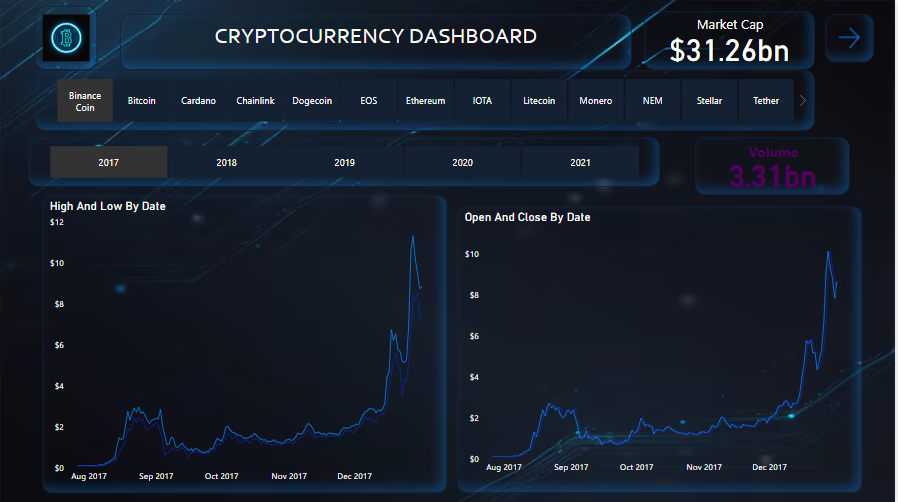 CRYPTOCURRENCY DASHBOARD
Market Cap
$31.26bn
Binance
Coin
Bitcoin
Cardano
Chainlink
Dogecoin
EOS
Ethereum
IOTA
Litecoin
Monero
NEM
Stellar
Tether
2017
2018
2019
2020
2021
Volume
3.31bn
High And Low By Date
$12
$10
$8
$6
$4
$2
$0
Aug 2017
Sep 2017
Oct 2017
Nov 2017
Dec 2017
Open And Close By Date
$10
$8
$6
$4
$2
$0
Aug 2017
Sep 2017
Oct 2017
Nov 2017
Dec 2017